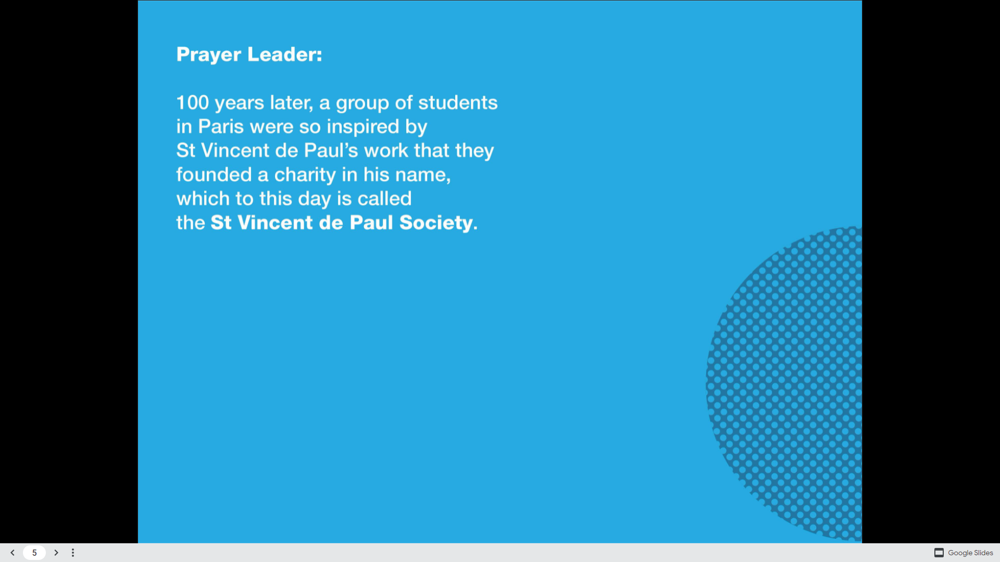 Prayer Leader:
100 years later, a group of students
in Paris were so inspired by
St Vincent de Paul’s work that they
founded a charity in his name,
which to this day is called
the St Vincent de Paul Society.
5
Google Slides